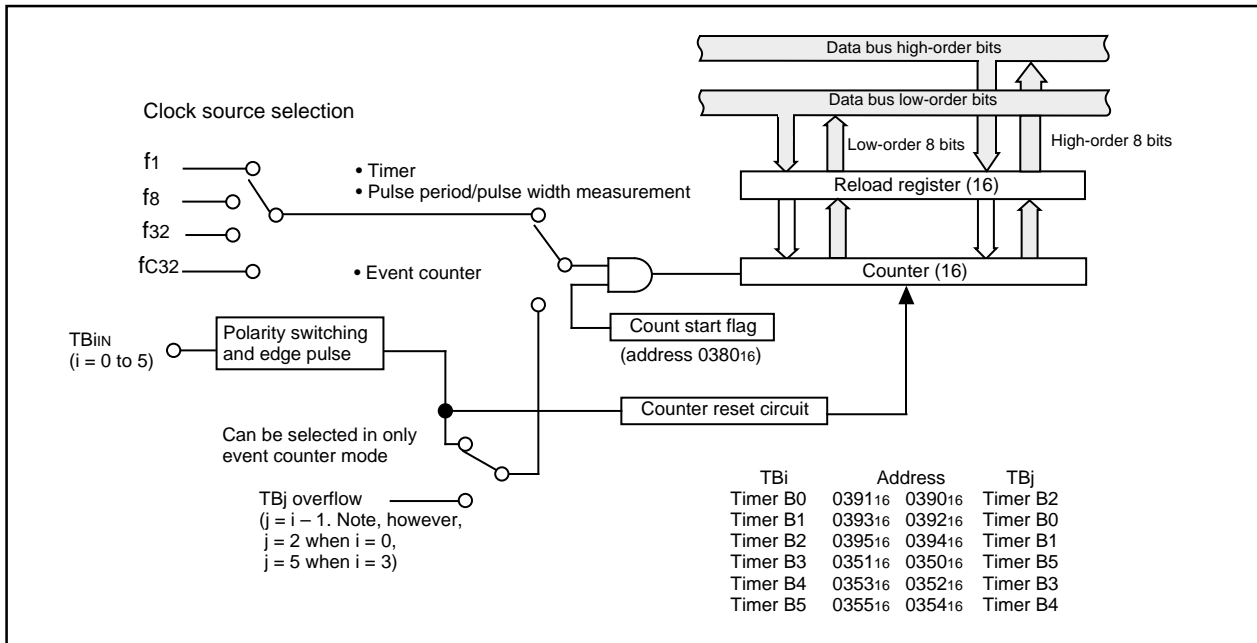 Data bus high-order bits
Data bus low-order bits
Low-order 8 bits
High-order 8 bits
Clock source selection
f1
f8
f32
fC32
• Timer
• Pulse period/pulse width measurement
• Event counter
Reload register (16)
Counter (16)
Count start flag
(address 038016)
TBiIN
(i = 0 to 5)
Polarity switching
and edge pulse
Counter reset circuit
Can be selected in only
event counter mode
TBj overflow
(j = i – 1. Note, however,
j = 2 when i = 0,
j = 5 when i = 3)
TBi Address TBj
Timer B0 039116 039016 Timer B2
Timer B1 039316 039216 Timer B0
Timer B2 039516 039416 Timer B1
Timer B3 035116 035016 Timer B5
Timer B4 035316 035216 Timer B3
Timer B5 035516 035416 Timer B4